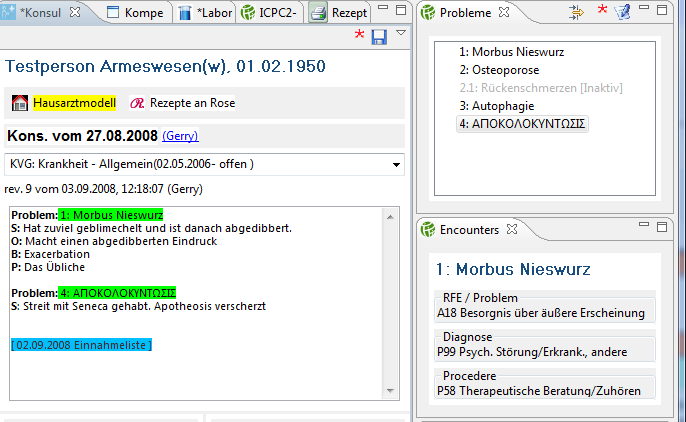 *Konsul
Kompe
*Labor
ICPC2-
Rezept
Testperson Armeswesen(w), 01.02.1950
Hausarztmodell
Rezepte an Rose
Kons. vom 27.08.2008 (Gerry)
KVG: Krankheit - Allgemein(02.05.2006- offen )
rev. 9 vom 03.09.2008, 12:18:07 (Gerry)
Problem:1: Morbus Nieswurz
S: Hat zuviel geblimechelt und ist danach abgedibbert.
O: Macht einen abgedibberten Eindruck
B: Exacerbation
P: Das Übliche
Problem:4: ΑΠΟΚΟΛΟΚΥΝΤΩΣΙΣ
S: Streit mit Seneca gehabt. Apotheosis verscherzt
[ 02.09.2008 Einnahmeliste ]
Probleme
1: Morbus Nieswurz
2: Osteoporose
2.1: Rückenschmerzen [Inaktiv]
3: Autophagie
4: ΑΠΟΚΟΛΟΚΥΝΤΩΣΙΣ
Encounters
1: Morbus Nieswurz
RFE / Problem
A18 Besorgnis über äußere Erscheinung
Diagnose
P99 Psych. Störung/Erkrank., andere
Procedere
P58 Therapeutische Beratung/Zuhören